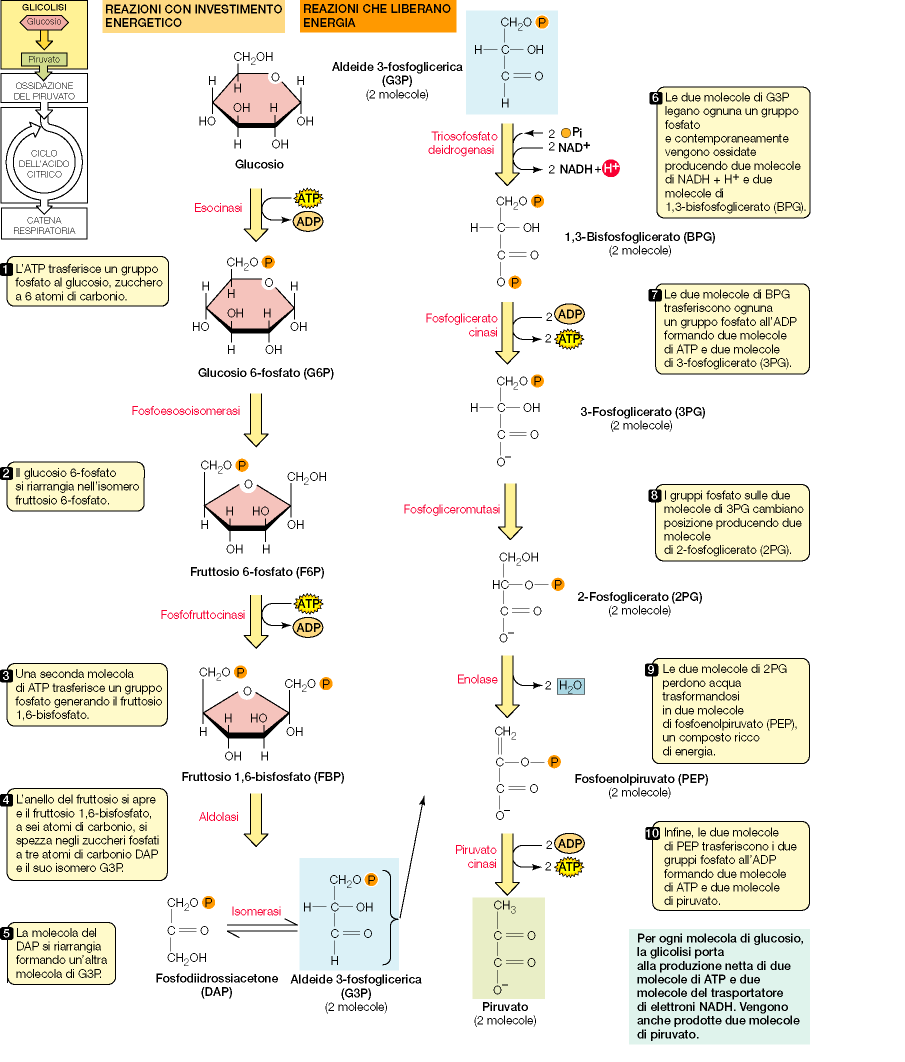 GLICOLISI
Glucosio
Piruvato
OSSIDAZIONE
DEL PIRUVATO
CICLO
DELL'ACIDO
CITRICO
CATENA
RESPIRATORIA
REAZIONI CON INVESTIMENTO
ENERGETICO
REAZIONI CHE LIBERANO
ENERGIA
CH₂OH
H
O
H
H
OH
H
HO
OH
H
OH
Glucosio
Esocinasi
ATP
ADP
1 L'ATP trasferisce un gruppo
fosfato al glucosio, zucchero
a 6 atomi di carbonio.
CH₂O P
H
O
H
H
OH
H
HO
OH
H
OH
Glucosio 6-fosfato (G6P)
Fosfoesosoisomerasi
2 Il glucosio 6-fosfato
si riarrangia nell'isomero
fruttosio 6-fosfato.
CH₂O P
CH₂OH
O
H
HO
H
OH
OH
H
Fruttosio 6-fosfato (F6P)
Fosfofruttocinasi
ATP
ADP
3 Una seconda molecola
di ATP trasferisce un gruppo
fosfato generando il fruttosio
1,6-bisfosfato.
CH₂O P
CH₂O P
O
H
HO
H
OH
OH
H
Fruttosio 1,6-bisfosfato (FBP)
Aldolasi
4 L'anello del fruttosio si apre
e il fruttosio 1,6-bisfosfato,
a sei atomi di carbonio, si
spezza negli zuccheri fosfati
a tre atomi di carbonio DAP
e il suo isomero G3P.
5 La molecola del
DAP si riarrangia
formando un'altra
molecola di G3P.
CH₂O P
C O
CH₂OH
Fosfodiidrossiacetone
(DAP)
Isomerasi
CH₂O P
H C OH
C O
H
Aldeide 3-fosfoglicerica
(G3P)
(2 molecole)
Aldeide 3-fosfoglicerica
(G3P)
(2 molecole)
CH₂O P
H C OH
C O
H
Triosofosfato
deidrogenasi
2 Pi
2 NAD+
2 NADH + H+
6 Le due molecole di G3P
legano ognuna un gruppo
fosfato
e contemporaneamente
vengono ossidate
producendo due molecole
di NADH + H+ e due
molecole di
1,3-bisfosfoglicerato (BPG).
CH₂O P
H C OH
C O
O P
1,3-Bisfosfoglicerato (BPG)
(2 molecole)
Fosfoglicerato
cinasi
2 ADP
2 ATP
7 Le due molecole di BPG
trasferiscono ognuna
un gruppo fosfato all'ADP
formando due molecole
di ATP e due molecole
di 3-fosfoglicerato (3PG).
CH₂O P
H C OH
C O
O−
3-Fosfoglicerato (3PG)
(2 molecole)
Fosfogliceromutasi
8 I gruppi fosfato sulle due
molecole di 3PG cambiano
posizione producendo due
molecole
di 2-fosfoglicerato (2PG).
CH₂OH
HC O P
C O
O−
2-Fosfoglicerato (2PG)
(2 molecole)
Enolase
2 H₂O
9 Le due molecole di 2PG
perdono acqua
trasformandosi
in due molecole
di fosfoenolpiruvato (PEP),
un composto ricco
di energia.
CH₂
C O P
C O
O−
Fosfoenolpiruvato (PEP)
(2 molecole)
Piruvato
cinasi
2 ADP
2 ATP
10 Infine, le due molecole
di PEP trasferiscono i due
gruppi fosfato all'ADP
formando due molecole
di ATP e due molecole
di piruvato.
CH₃
C O
C O
O−
Piruvato
(2 molecole)
Per ogni molecola di glucosio,
la glicolisi porta
alla produzione netta di due
molecole di ATP e due
molecole del trasportatore
di elettroni NADH. Vengono
anche prodotte due molecole
di piruvato.